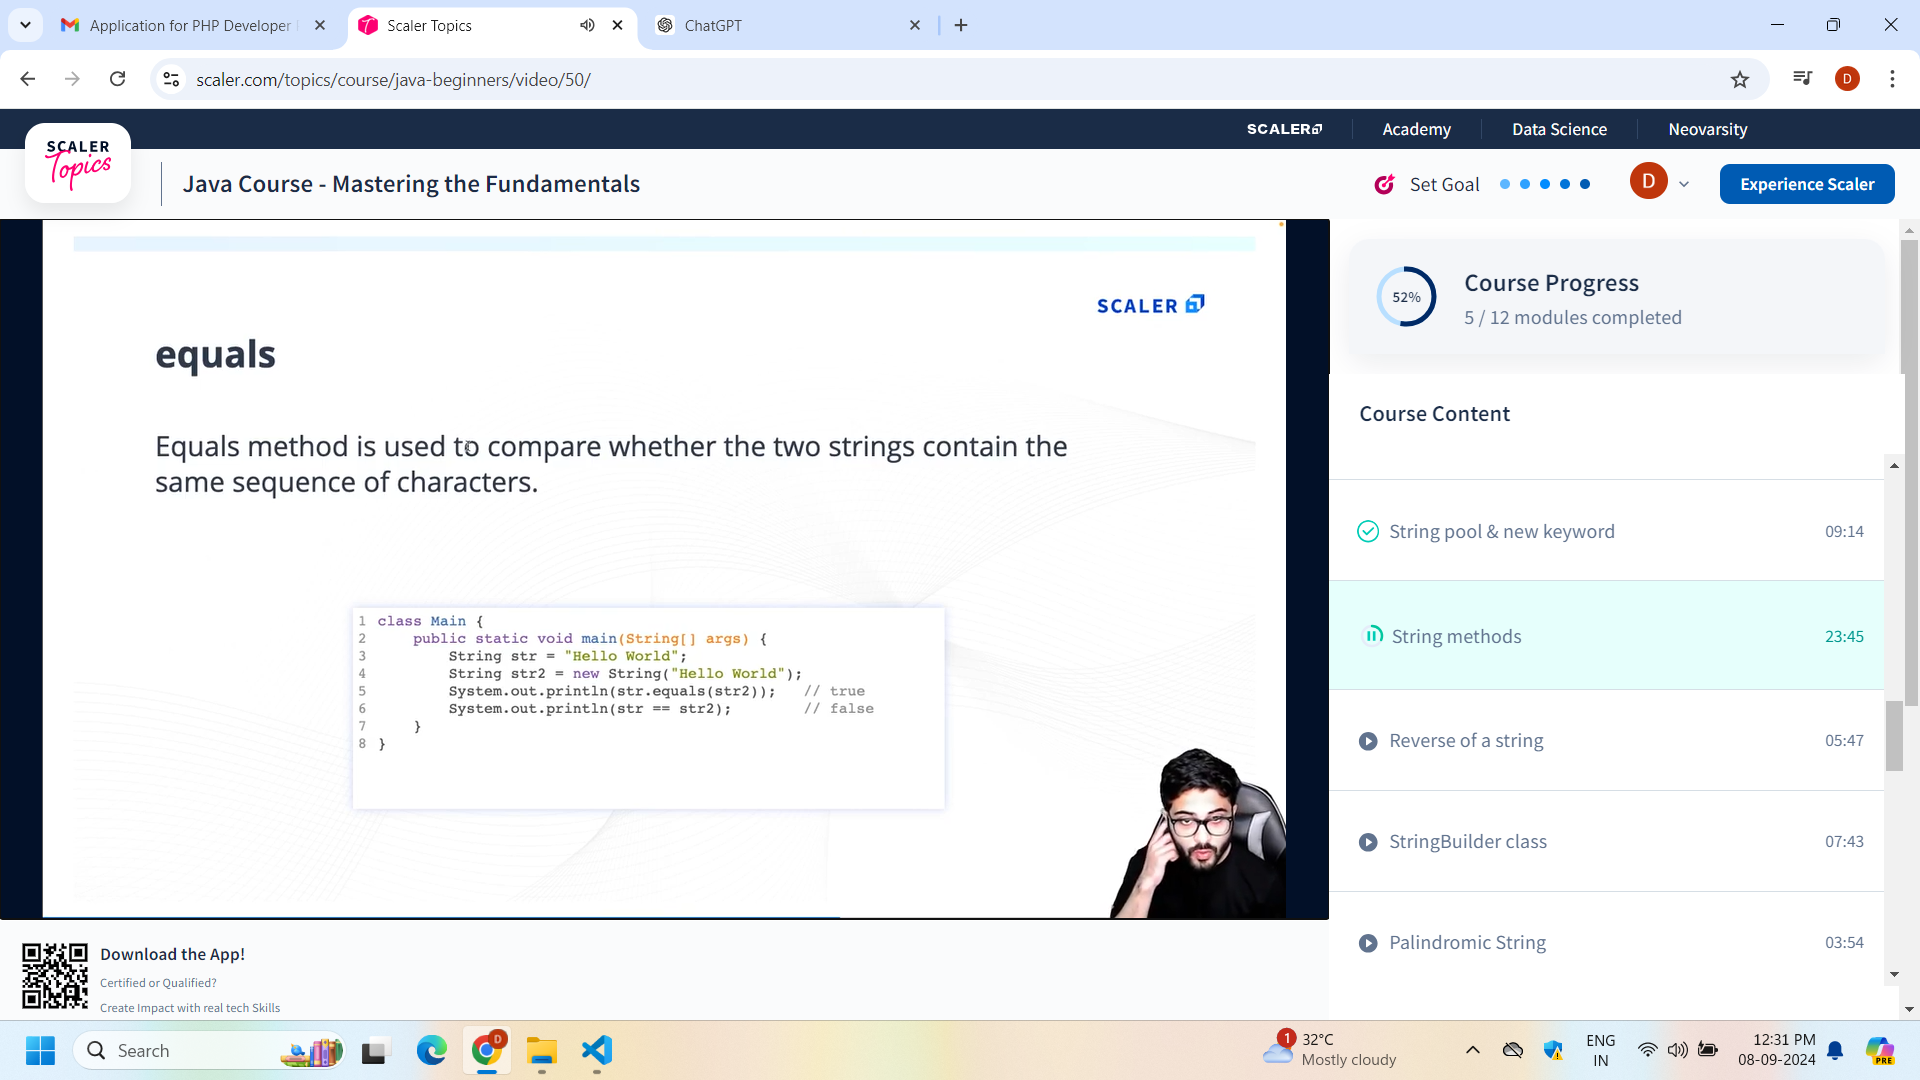 Application for PHP Developer
Scaler Topics
ChatGPT
scaler.com/topics/course/java-beginners/video/50/
D
SCALER
Academy
Data Science
Neovarsity
SCALER
Topics
Java Course - Mastering the Fundamentals
Set Goal
D
Experience Scaler
SCALER
equals
Equals method is used to compare whether the two strings contain the
same sequence of characters.
1 class Main {
2 public static void main(String[] args) {
3 String str = "Hello World";
4 String str2 = new String("Hello World");
5 System.out.println(str.equals(str2)); // true
6 System.out.println(str == str2); // false
7 }
8 }
52%
Course Progress
5 / 12 modules completed
Course Content
String pool & new keyword 09:14
String methods 23:45
Reverse of a string 05:47
StringBuilder class 07:43
Palindromic String 03:54
Download the App!
Certified or Qualified?
Create Impact with real tech Skills
Search
D
1
32°C
Mostly cloudy
ENG
IN
12:31 PM
08-09-2024
PRE